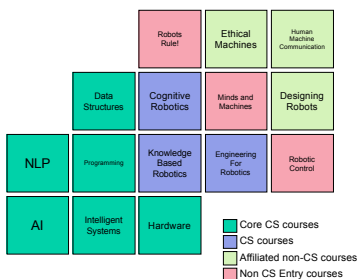 Robots
Rule!
Ethical
Machines
Human
Machine
Communication
Data
Structures
Cognitive
Robotics
Minds and
Machines
Designing
Robots
NLP
Programming
Knowledge
Based
Robotics
Engineering
For
Robotics
Robotic
Control
AI
Intelligent
Systems
Hardware
Core CS courses
CS courses
Affiliated non-CS courses
Non CS Entry courses